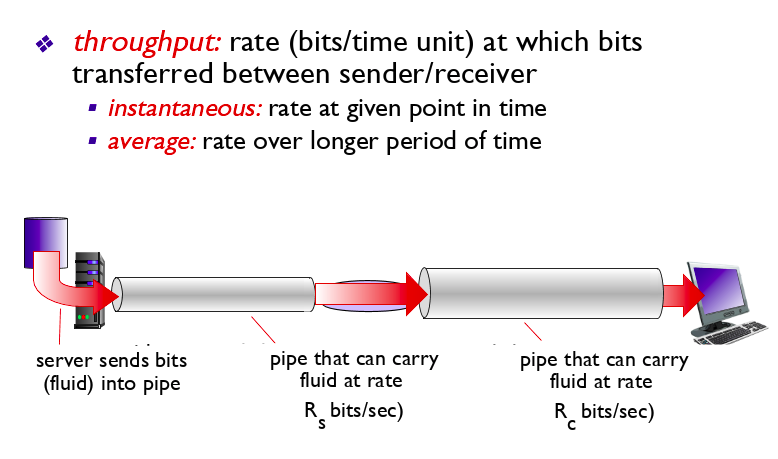 throughput: rate (bits/time unit) at which bits
transferred between sender/receiver
instantaneous: rate at given point in time
average: rate over longer period of time
server sends bits
(fluid) into pipe
pipe that can carry
fluid at rate
Rs bits/sec)
pipe that can carry
fluid at rate
Rc bits/sec)